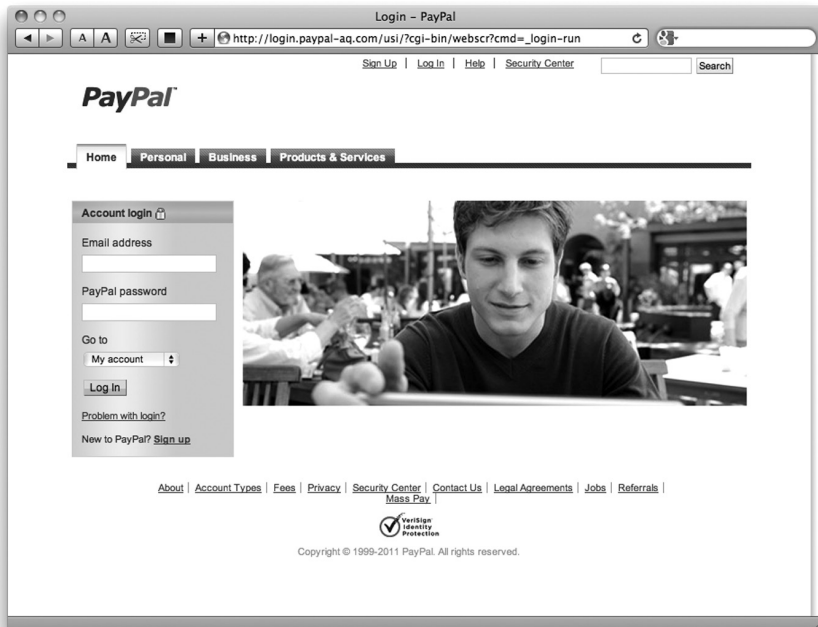 Login – PayPal
A A + http://login.paypal-aq.com/usi/?cgi-bin/webscr?cmd=_login-run
Sign Up | Log In | Help | Security Center Search
PayPal™
Home Personal Business Products & Services
Account login
Email address
PayPal password
Go to
My account
Log In
Problem with login?
New to PayPal? Sign up
About | Account Types | Fees | Privacy | Security Center | Contact Us | Legal Agreements | Jobs | Referrals |
Mass Pay |
VeriSign
Identity
Protection
Copyright © 1999-2011 PayPal. All rights reserved.